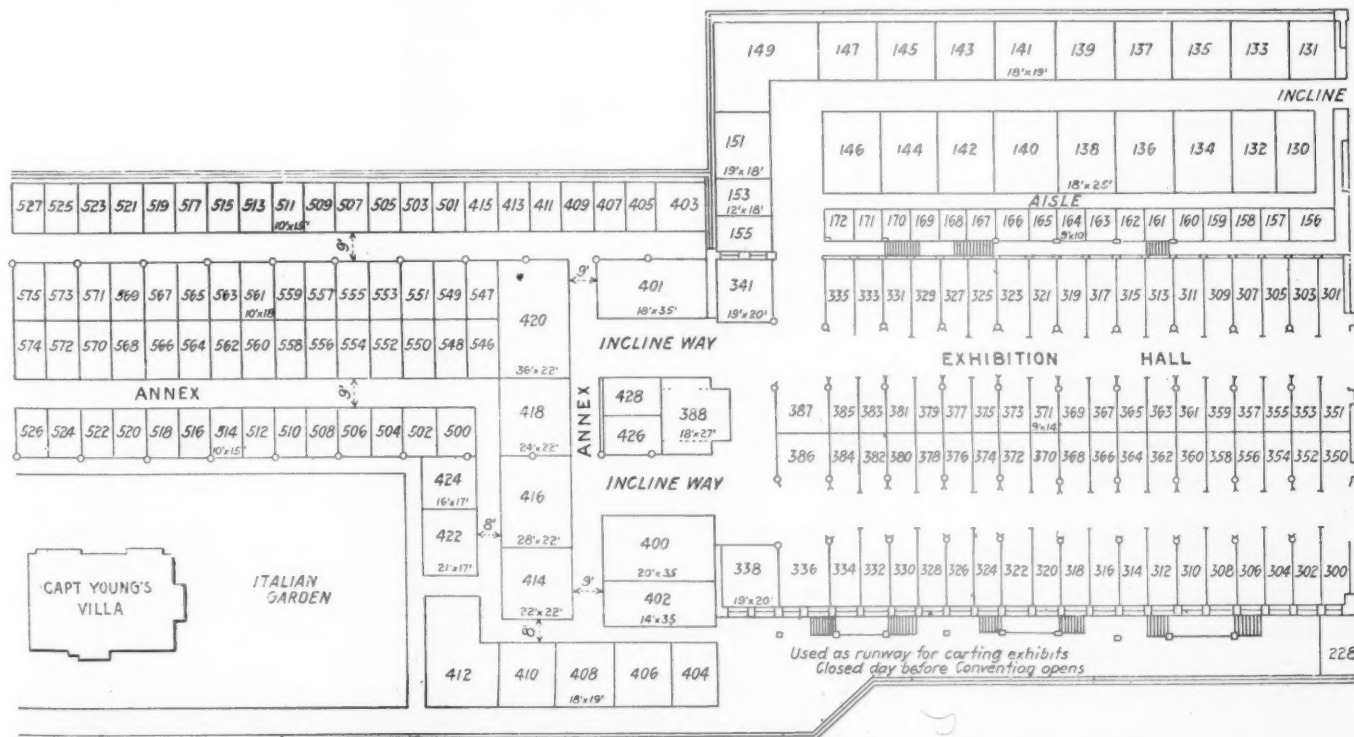 149 147 145 143 141 139 137 135 133 131
18'x19'
INCLINE
151
19'x18'
146 144 142 140 138 136 134 132 130
18'x25'
153
12'x18'
AISLE
155
172 171 170 169 168 167 166 165 164 163 162 161 160 159 158 157 156
9'x10'
527 525 523 521 519 517 515 513 511 509 507 505 503 501 415 413 411 409 407 405 403
10'x15'
9'
9'
575 573 571 569 567 565 563 561 559 557 555 553 551 549 547
10'x18'
420
36'x22'
401
18'x35'
341
19'x20'
335 333 331 329 327 325 323 321 319 317 315 313 311 309 307 305 303 301
574 572 570 568 566 564 562 560 558 556 554 552 550 548 546
INCLINE WAY
EXHIBITION HALL
ANNEX
9'
418
24'x22'
ANNEX
428
426
388
18'x27'
387 385 383 381 379 377 375 373 371 369 367 365 363 361 359 357 355 353 351
9'x14'
386 384 382 380 378 376 374 372 370 368 366 364 362 360 358 356 354 352 350
526 524 522 520 518 516 514 512 510 508 506 504 502 500
10'x15'
INCLINE WAY
424
16'x17'
416
28'x22'
422
21'x17'
8'
414
22'x22'
9'
8'
400
20'x35
402
14'x35
338
19'x20'
336 334 332 330 328 326 324 322 320 318 316 314 312 310 308 306 304 302 300
CAPT YOUNG'S
VILLA
ITALIAN
GARDEN
412 410 408 406 404
18'x19'
Used as runway for carting exhibits
Closed day before Convention opens
228